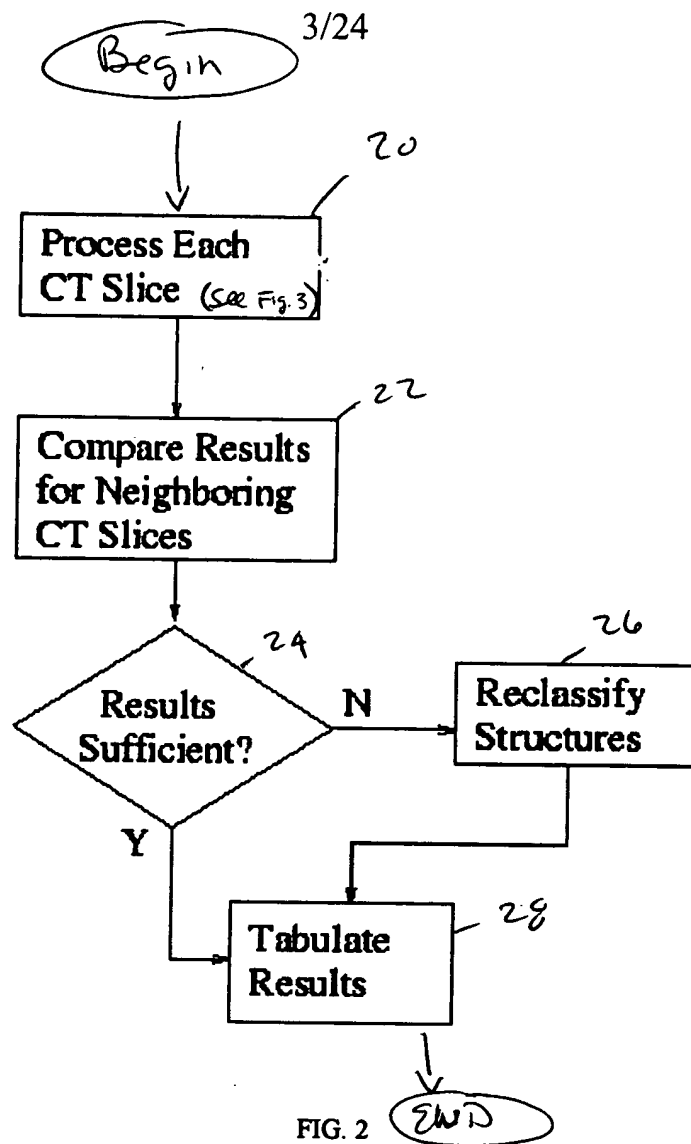 3/24
Begin
20
Process Each
CT Slice (See Fig. 3)
22
Compare Results
for Neighboring
CT Slices
24
Results
Sufficient?
N
26
Reclassify
Structures
Y
28
Tabulate
Results
END
FIG. 2